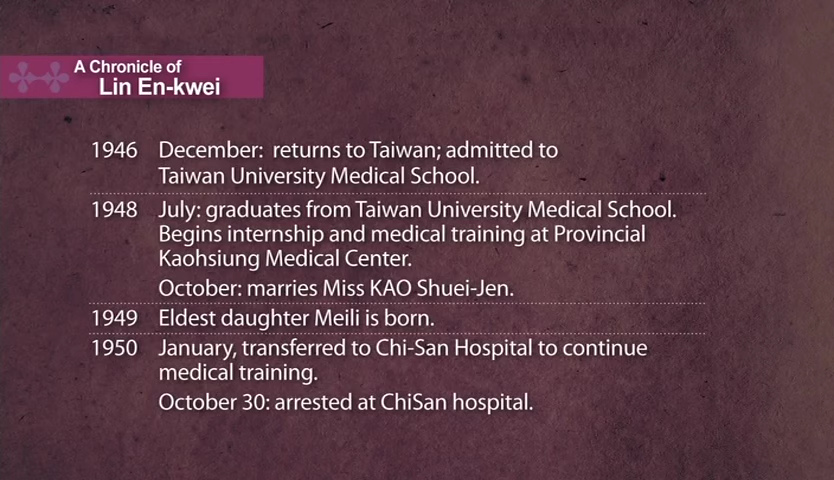 A Chronicle of
Lin En-kwei
1946 December: returns to Taiwan; admitted to
Taiwan University Medical School.
1948 July: graduates from Taiwan University Medical School.
Begins internship and medical training at Provincial
Kaohsiung Medical Center.
October: marries Miss KAO Shuei-Jen.
1949 Eldest daughter Meili is born.
1950 January, transferred to Chi-San Hospital to continue
medical training.
October 30: arrested at ChiSan hospital.